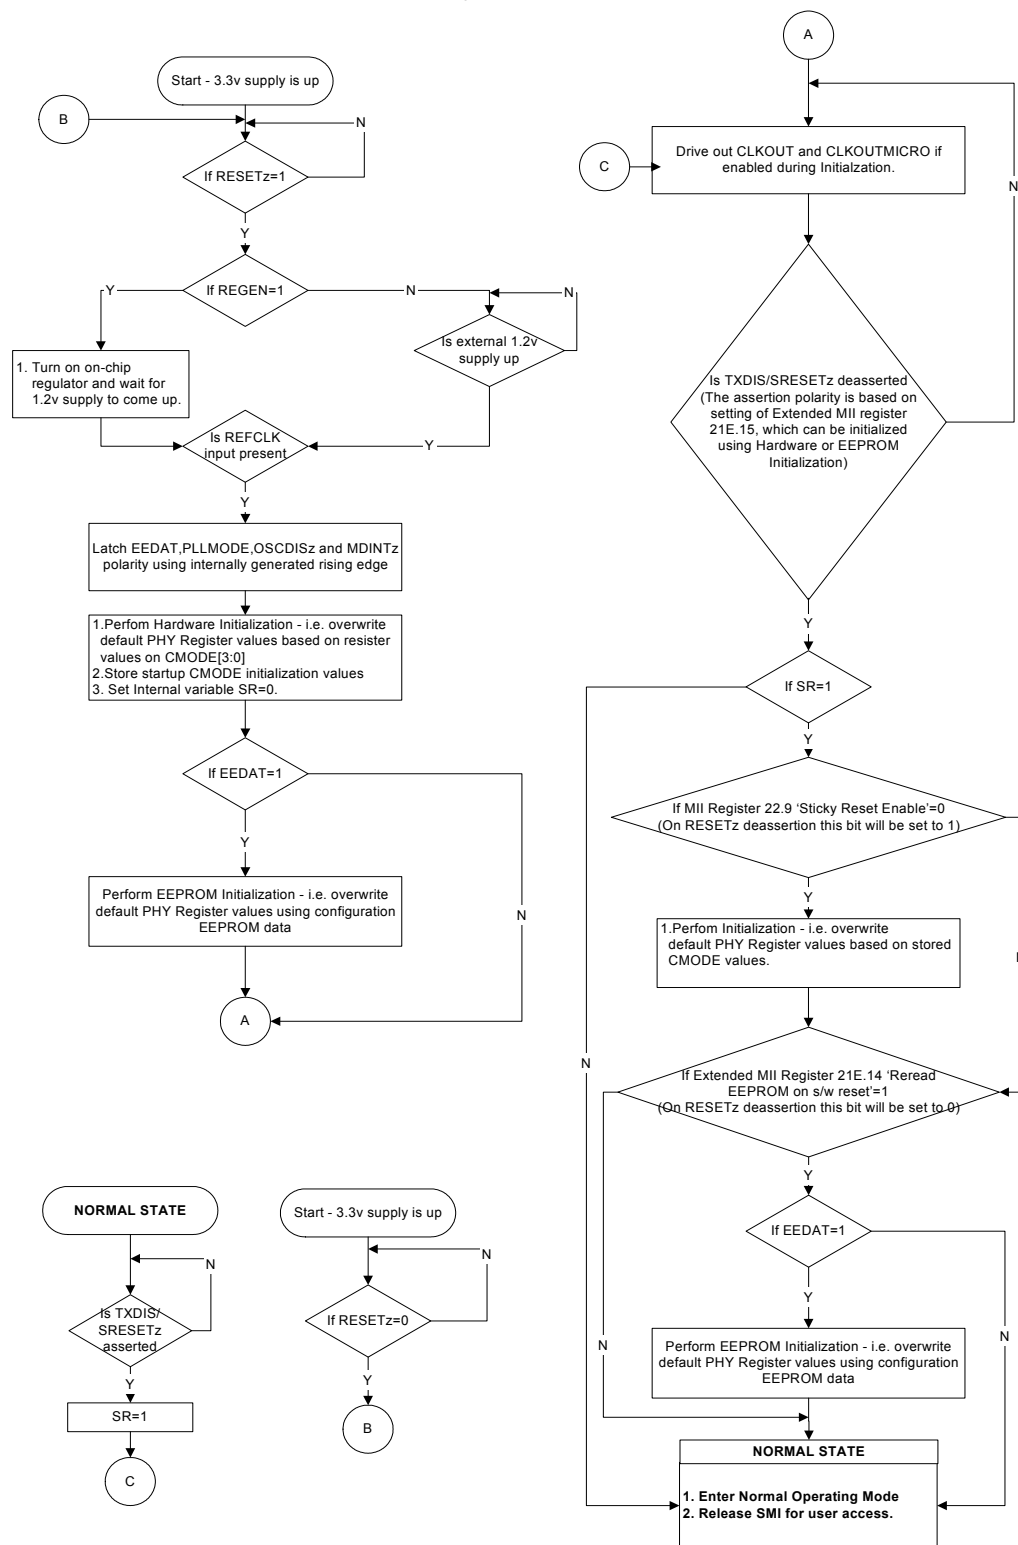 Start - 3.3v supply is up
B
N
If RESETz=1
Y
If REGEN=1
Y
N
N
1. Turn on on-chip
regulator and wait for
1.2v supply to come up.
Is external 1.2v
supply up
Is REFCLK
input present
Y
Y
Latch EEDAT,PLLMODE,OSCDISz and MDINTz
polarity using internally generated rising edge
1.Perfom Hardware Initialization - i.e. overwrite
default PHY Register values based on resister
values on CMODE[3:0]
2.Store startup CMODE initialization values
3. Set Internal variable SR=0.
If EEDAT=1
Y
N
Perform EEPROM Initialization - i.e. overwrite
default PHY Register values using configuration
EEPROM data
A
NORMAL STATE
N
Is TXDIS/
SRESETz
asserted
Y
SR=1
C
Start - 3.3v supply is up
N
If RESETz=0
Y
B
A
C
Drive out CLKOUT and CLKOUTMICRO if
enabled during Initialzation.
N
Is TXDIS/SRESETz deasserted
(The assertion polarity is based on
setting of Extended MII register
21E.15, which can be initialized
using Hardware or EEPROM
Initialization)
Y
If SR=1
Y
If MII Register 22.9 ‘Sticky Reset Enable’=0
(On RESETz deassertion this bit will be set to 1)
Y
1.Perfom Initialization - i.e. overwrite
default PHY Register values based on stored
CMODE values.
N
If Extended MII Register 21E.14 ‘Reread
EEPROM on s/w reset’=1
(On RESETz deassertion this bit will be set to 0)
Y
If EEDAT=1
Y
N
N
Perform EEPROM Initialization - i.e. overwrite
default PHY Register values using configuration
EEPROM data
NORMAL STATE
1. Enter Normal Operating Mode
2. Release SMI for user access.